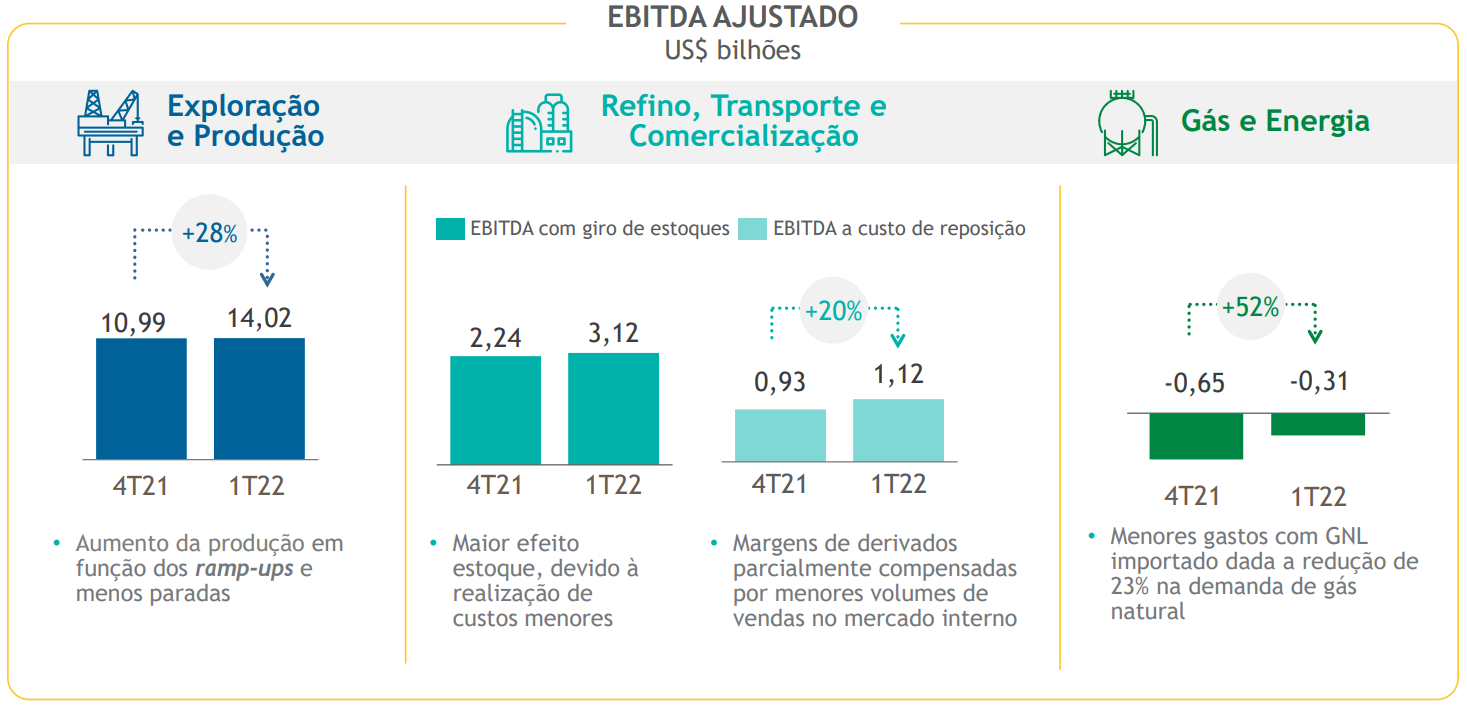 EBITDA AJUSTADO
US$ bilhões
Exploração
e Produção
+28%
10,99
14,02
4T21
1T22
• Aumento da produção em
função dos ramp-ups e
menos paradas
Refino, Transporte e
Comercialização
EBITDA com giro de estoques
EBITDA a custo de reposição
2,24
3,12
4T21
1T22
• Maior efeito
estoque, devido à
realização de
custos menores
+20%
0,93
1,12
4T21
1T22
• Margens de derivados
parcialmente compensadas
por menores volumes de
vendas no mercado interno
Gás e Energia
+52%
-0,65
-0,31
4T21
1T22
• Menores gastos com GNL
importado dada a redução de
23% na demanda de gás
natural